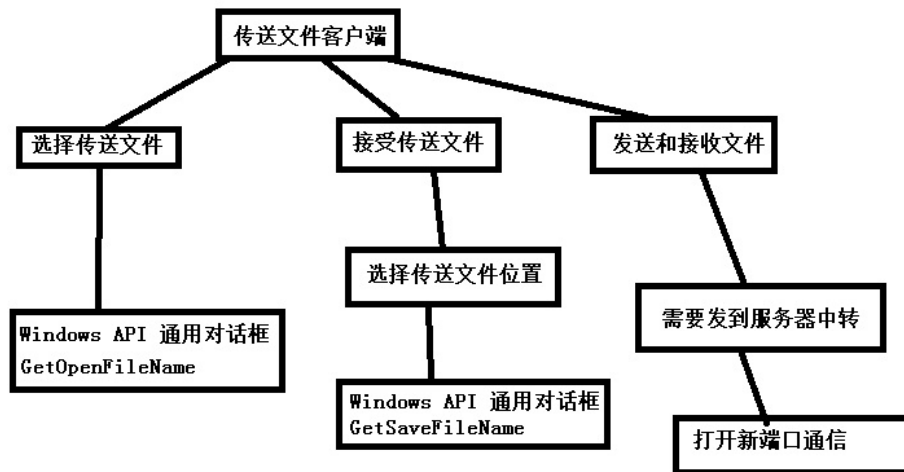 传送文件客户端
选择传送文件
接受传送文件
发送和接收文件
选择传送文件位置
Windows API 通用对话框
GetOpenFileName
需要发到服务器中转
Windows API 通用对话框
GetSaveFileName
打开新端口通信